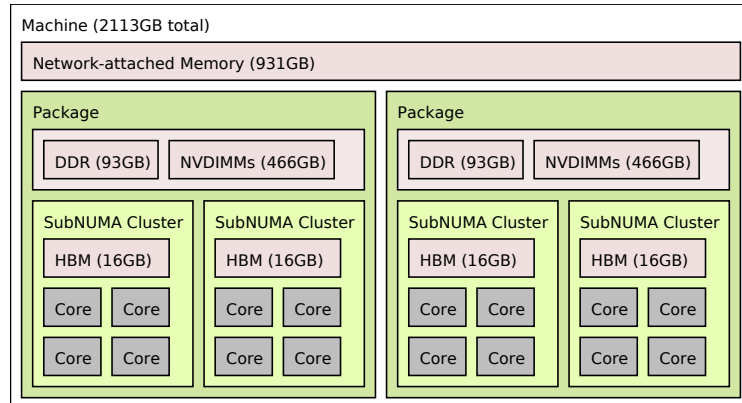 Machine (2113GB total)
Network-attached Memory (931GB)
Package
DDR (93GB) NVDIMMs (466GB)
SubNUMA Cluster
HBM (16GB)
Core Core
Core Core
SubNUMA Cluster
HBM (16GB)
Core Core
Core Core
Package
DDR (93GB) NVDIMMs (466GB)
SubNUMA Cluster
HBM (16GB)
Core Core
Core Core
SubNUMA Cluster
HBM (16GB)
Core Core
Core Core